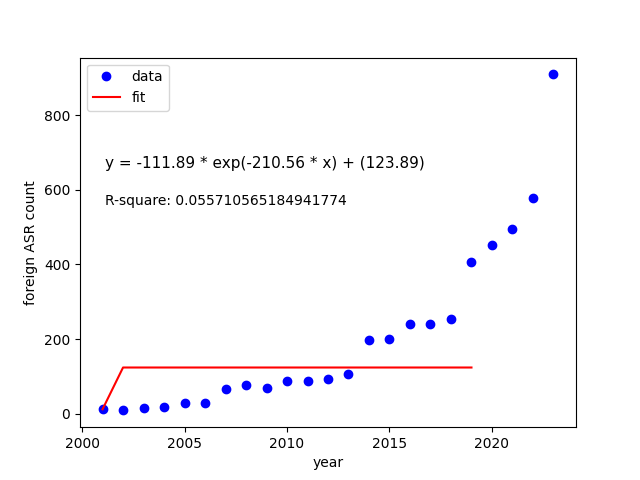 data
fit
y = -111.89 * exp(-210.56 * x) + (123.89)
R-square: 0.055710565184941774
foreign ASR count
800
600
400
200
0
2000
2005
2010
2015
2020
year